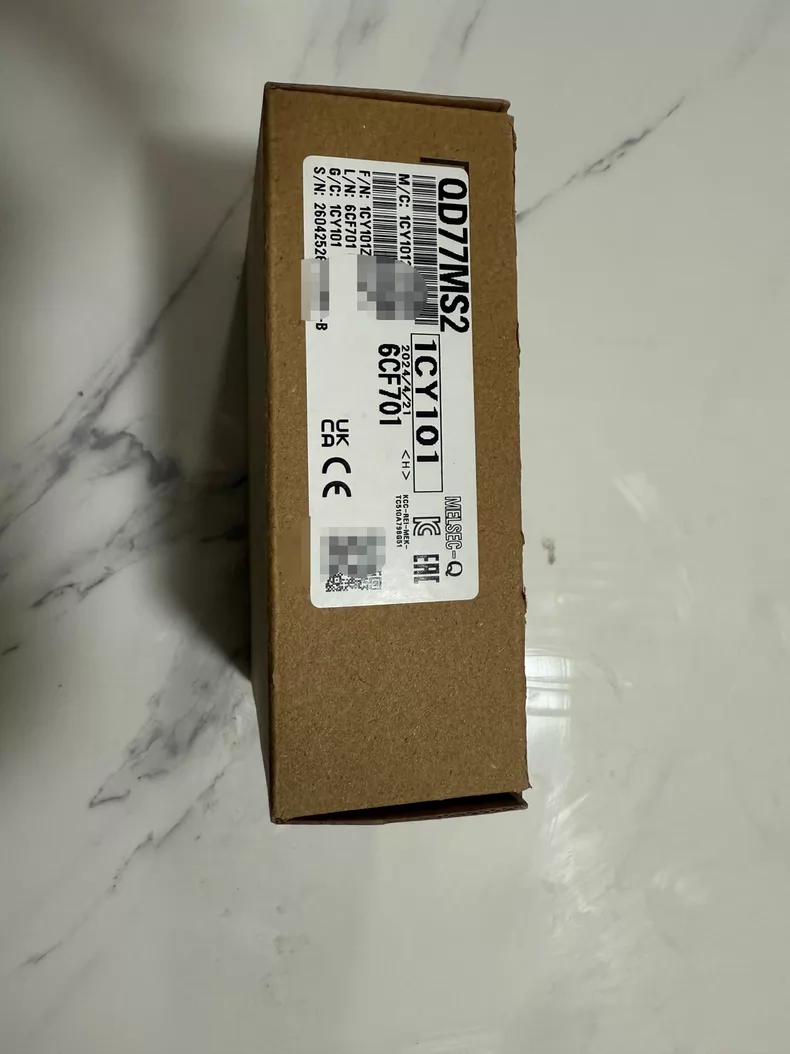 QD77MS2
M/C: 1CY101
F/N: 1CY101Z
L/N: 6CF701
G/C: 1CY101
S/N: 2604252 -B
1CY101
2024/4/21
<H>
6CF701
MELSEC-Q
UK
CA
CE
EAC
KCC-REI-MEK-
TC510A798G51